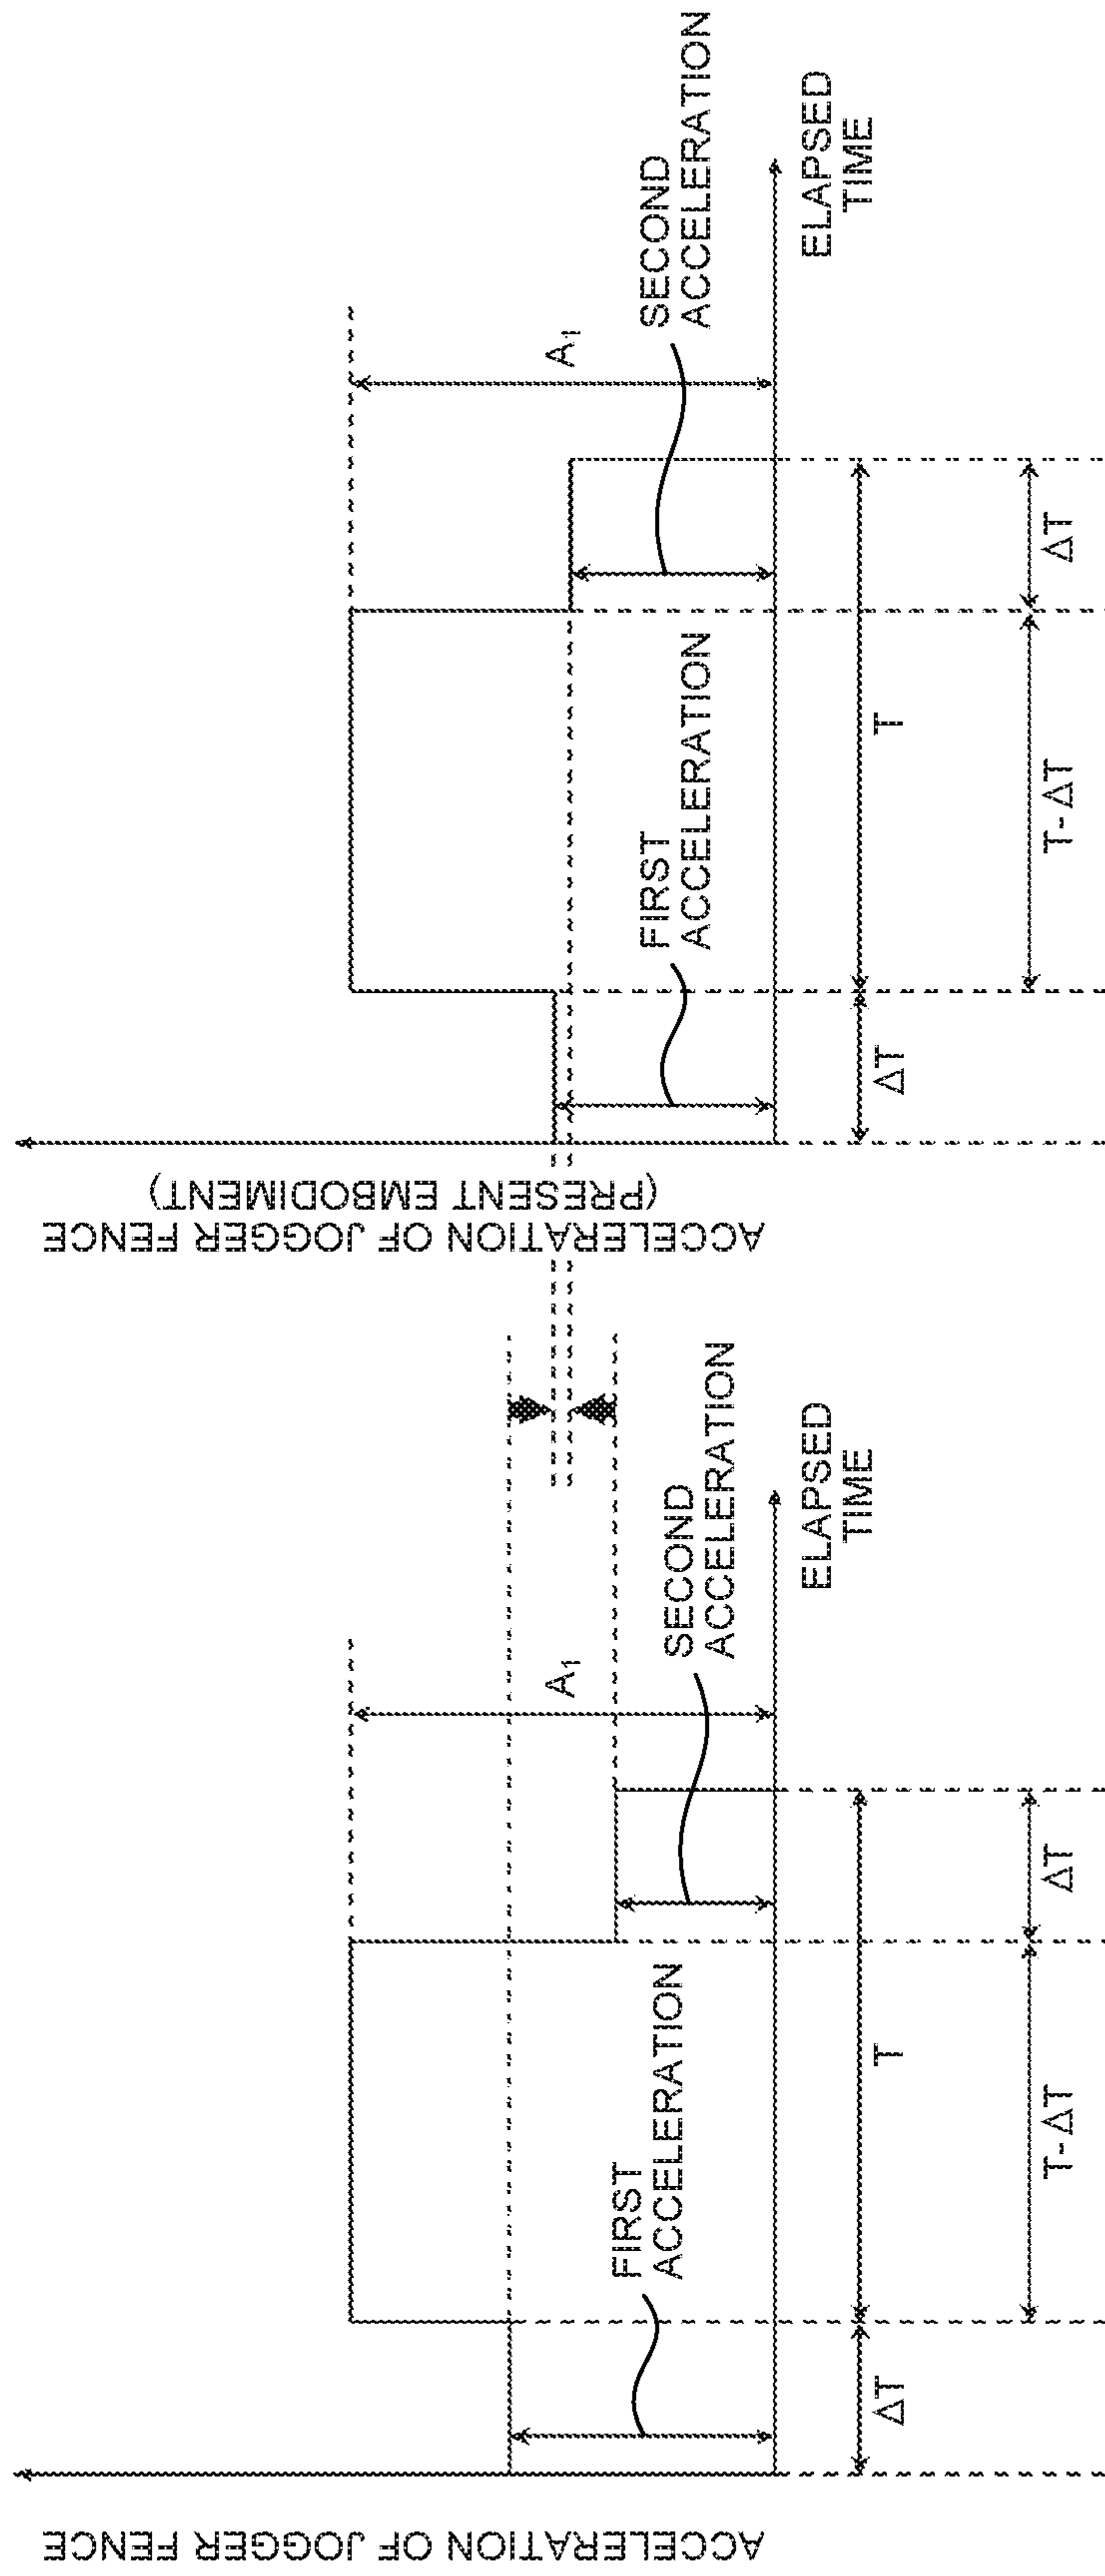 ACCELERATION OF JOGGER FENCE
FIRST
ACCELERATION
A1
SECOND
ACCELERATION
ELAPSED
TIME
ΔT
T
T-ΔT
ΔT
ACCELERATION OF JOGGER FENCE
(PRESENT EMBODIMENT)
FIRST
ACCELERATION
A1
SECOND
ACCELERATION
ELAPSED
TIME
ΔT
T
T-ΔT
ΔT